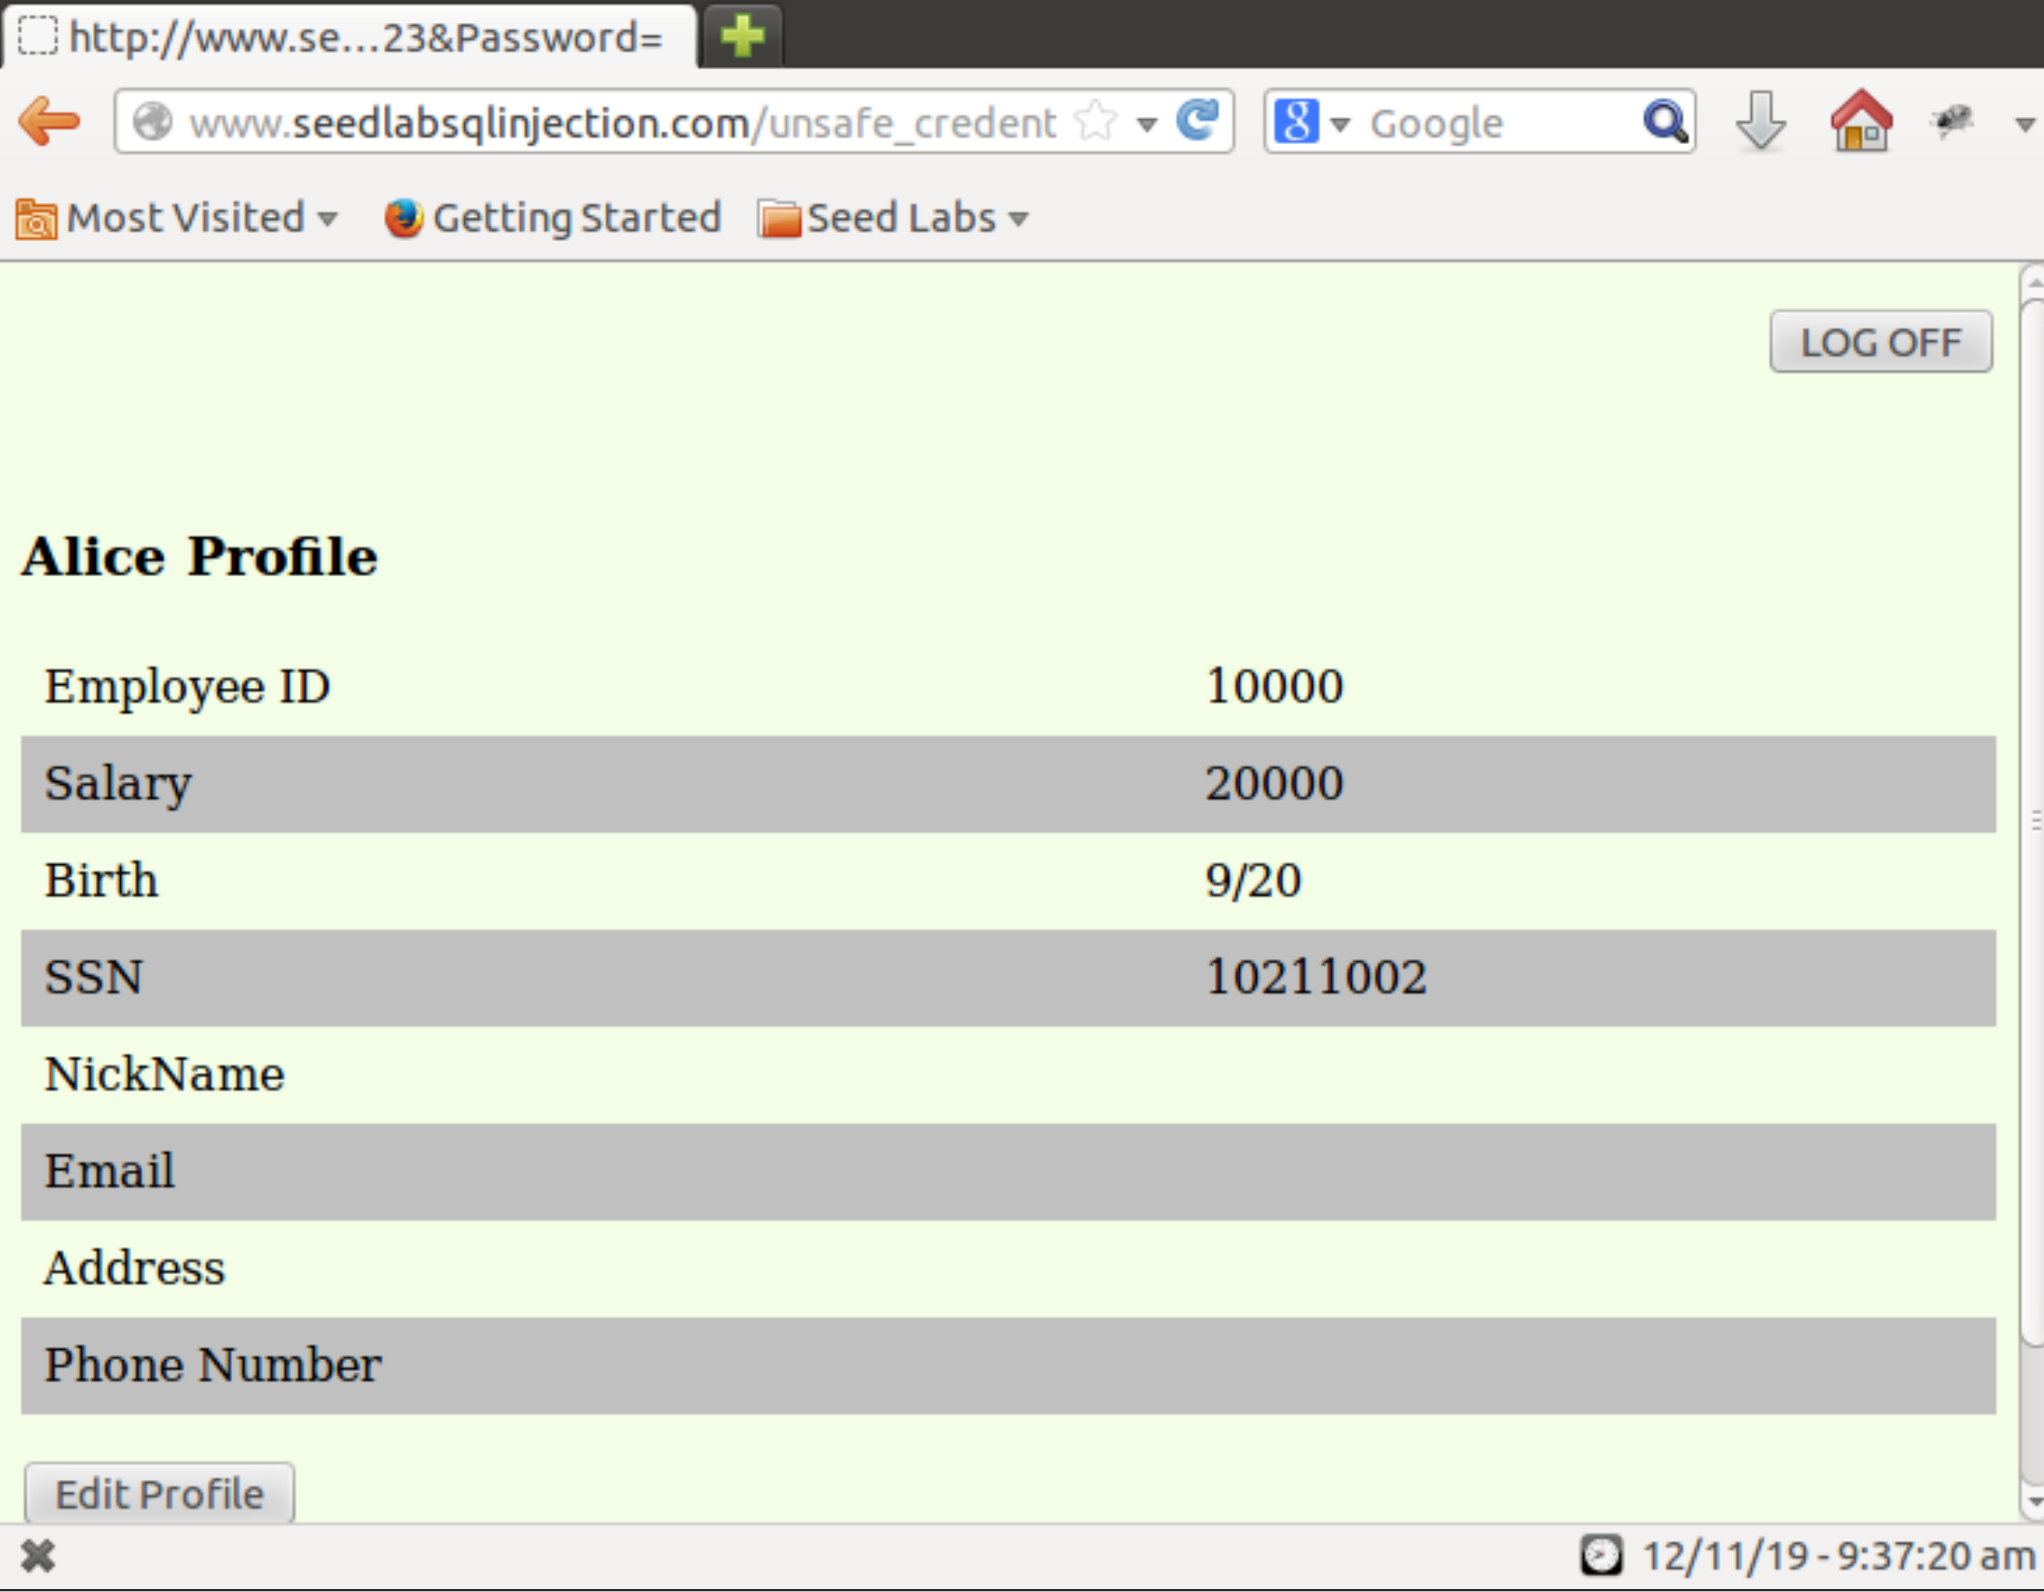 http://www.se...23&Password=
www.seedlabsqlinjection.com/unsafe_credent
8 Google
Most Visited Getting Started Seed Labs
LOG OFF
Alice Profile
Employee ID 10000
Salary 20000
Birth 9/20
SSN 10211002
NickName
Email
Address
Phone Number
Edit Profile
12/11/19 - 9:37:20 am